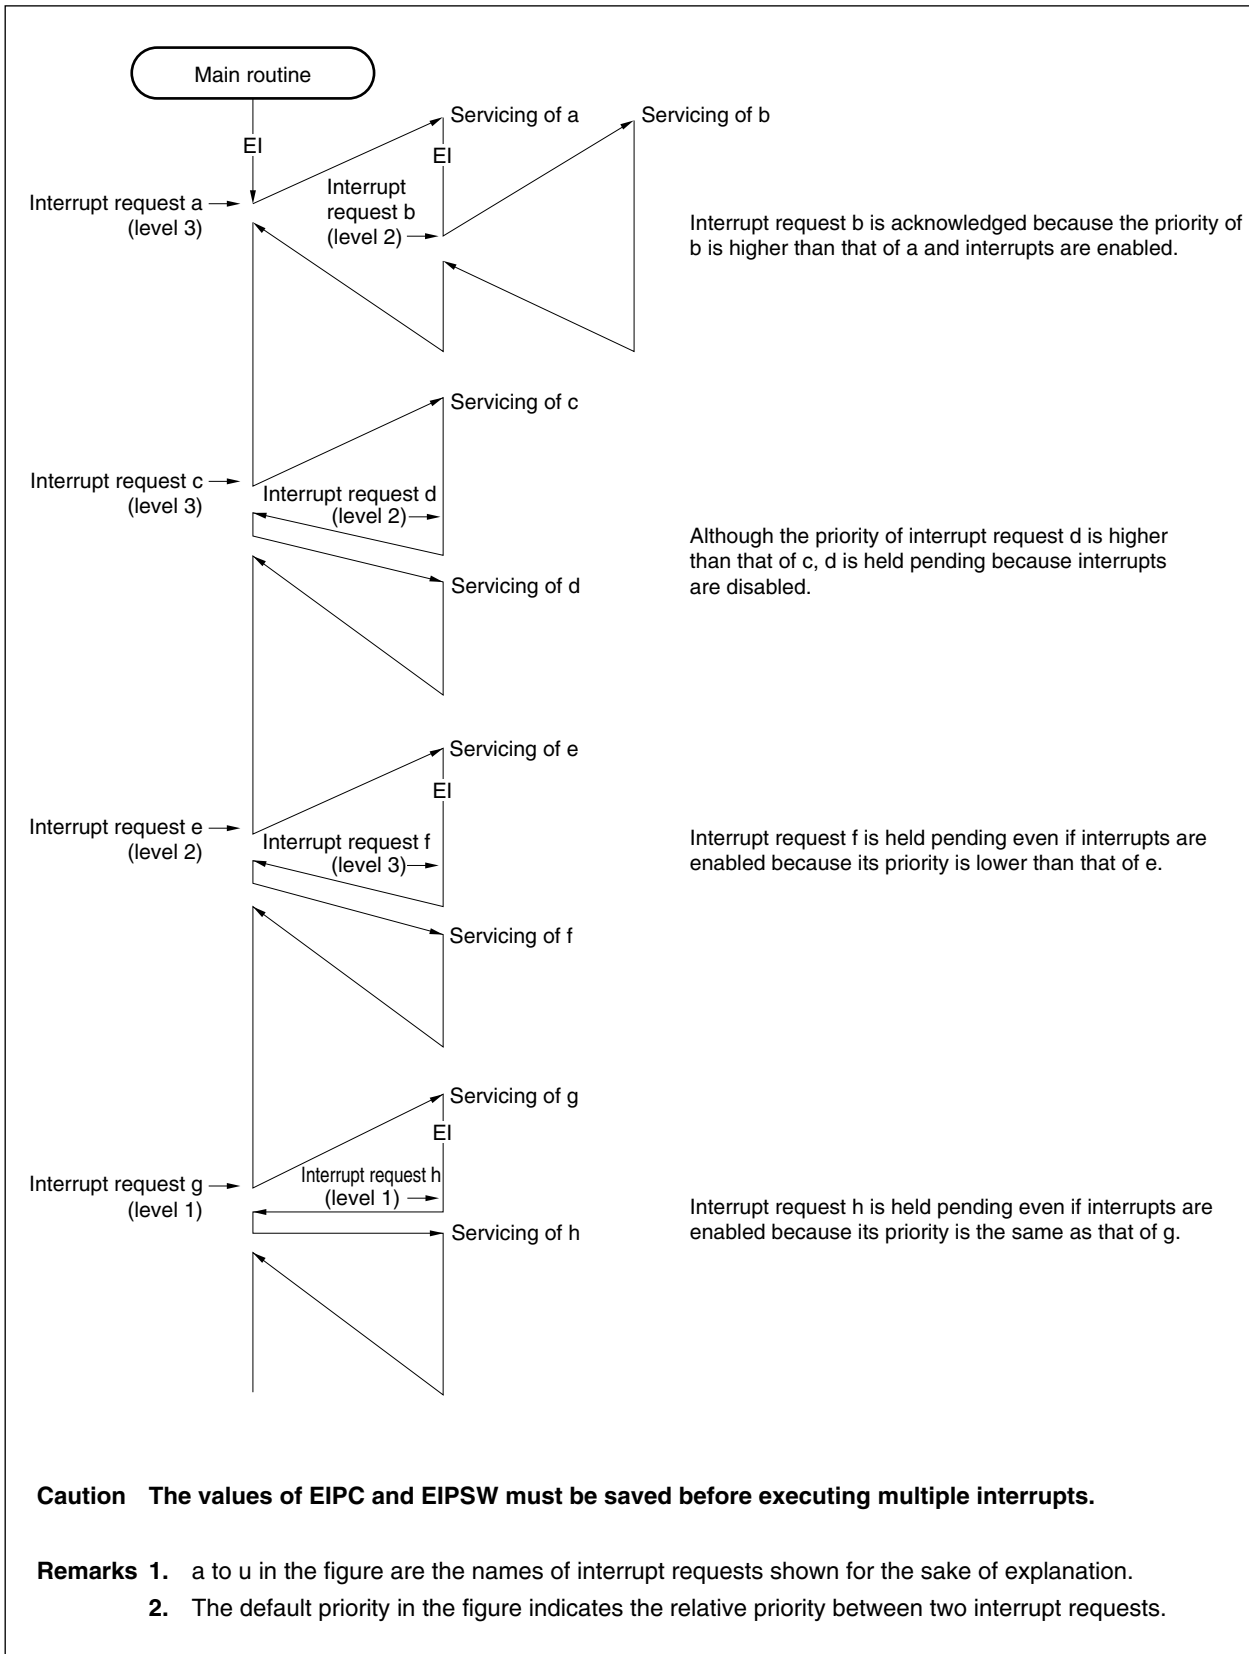 Main routine
EI
Servicing of a
Servicing of b
EI
Interrupt request a
(level 3)
Interrupt
request b
(level 2)
Interrupt request b is acknowledged because the priority of
b is higher than that of a and interrupts are enabled.
Servicing of c
Interrupt request c
(level 3)
Interrupt request d
(level 2)
Although the priority of interrupt request d is higher
than that of c, d is held pending because interrupts
are disabled.
Servicing of d
Servicing of e
EI
Interrupt request e
(level 2)
Interrupt request f
(level 3)
Interrupt request f is held pending even if interrupts are
enabled because its priority is lower than that of e.
Servicing of f
Servicing of g
EI
Interrupt request g
(level 1)
Interrupt request h
(level 1)
Interrupt request h is held pending even if interrupts are
enabled because its priority is the same as that of g.
Servicing of h
Caution The values of EIPC and EIPSW must be saved before executing multiple interrupts.
Remarks 1. a to u in the figure are the names of interrupt requests shown for the sake of explanation.
2. The default priority in the figure indicates the relative priority between two interrupt requests.